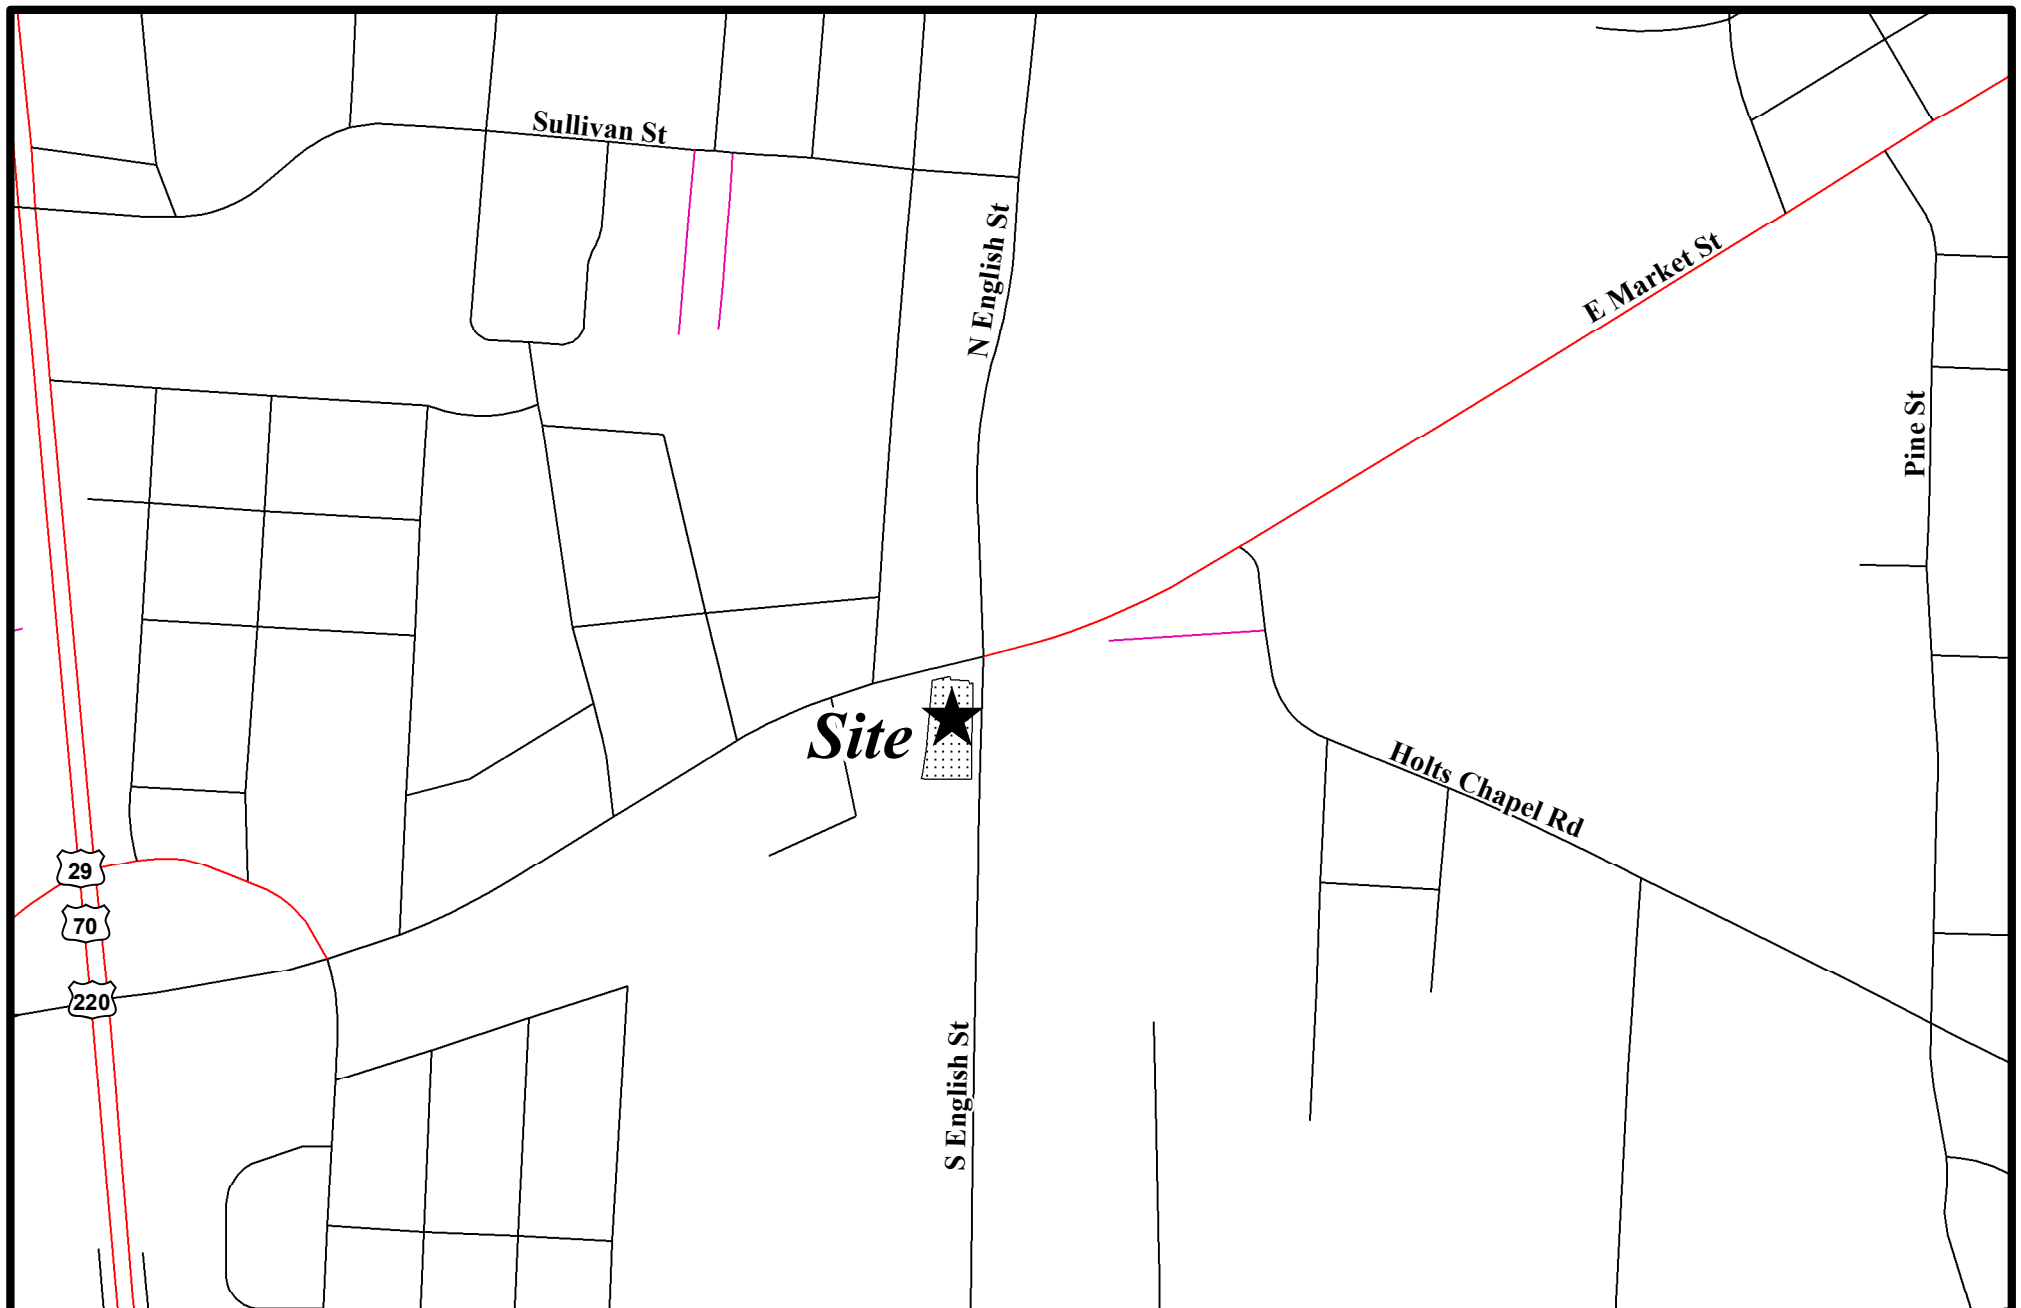 Sullivan St
N English St
E Market St
Pine St
Site
Holts Chapel Rd
29
70
220
S English St